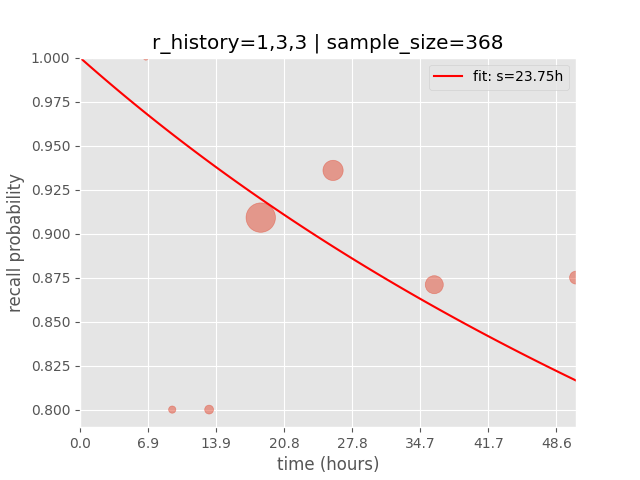 r_history=1,3,3 | sample_size=368
fit: s=23.75h
recall probability
1.000
0.975
0.950
0.925
0.900
0.875
0.850
0.825
0.800
0.0 6.9 13.9 20.8 27.8 34.7 41.7 48.6
time (hours)